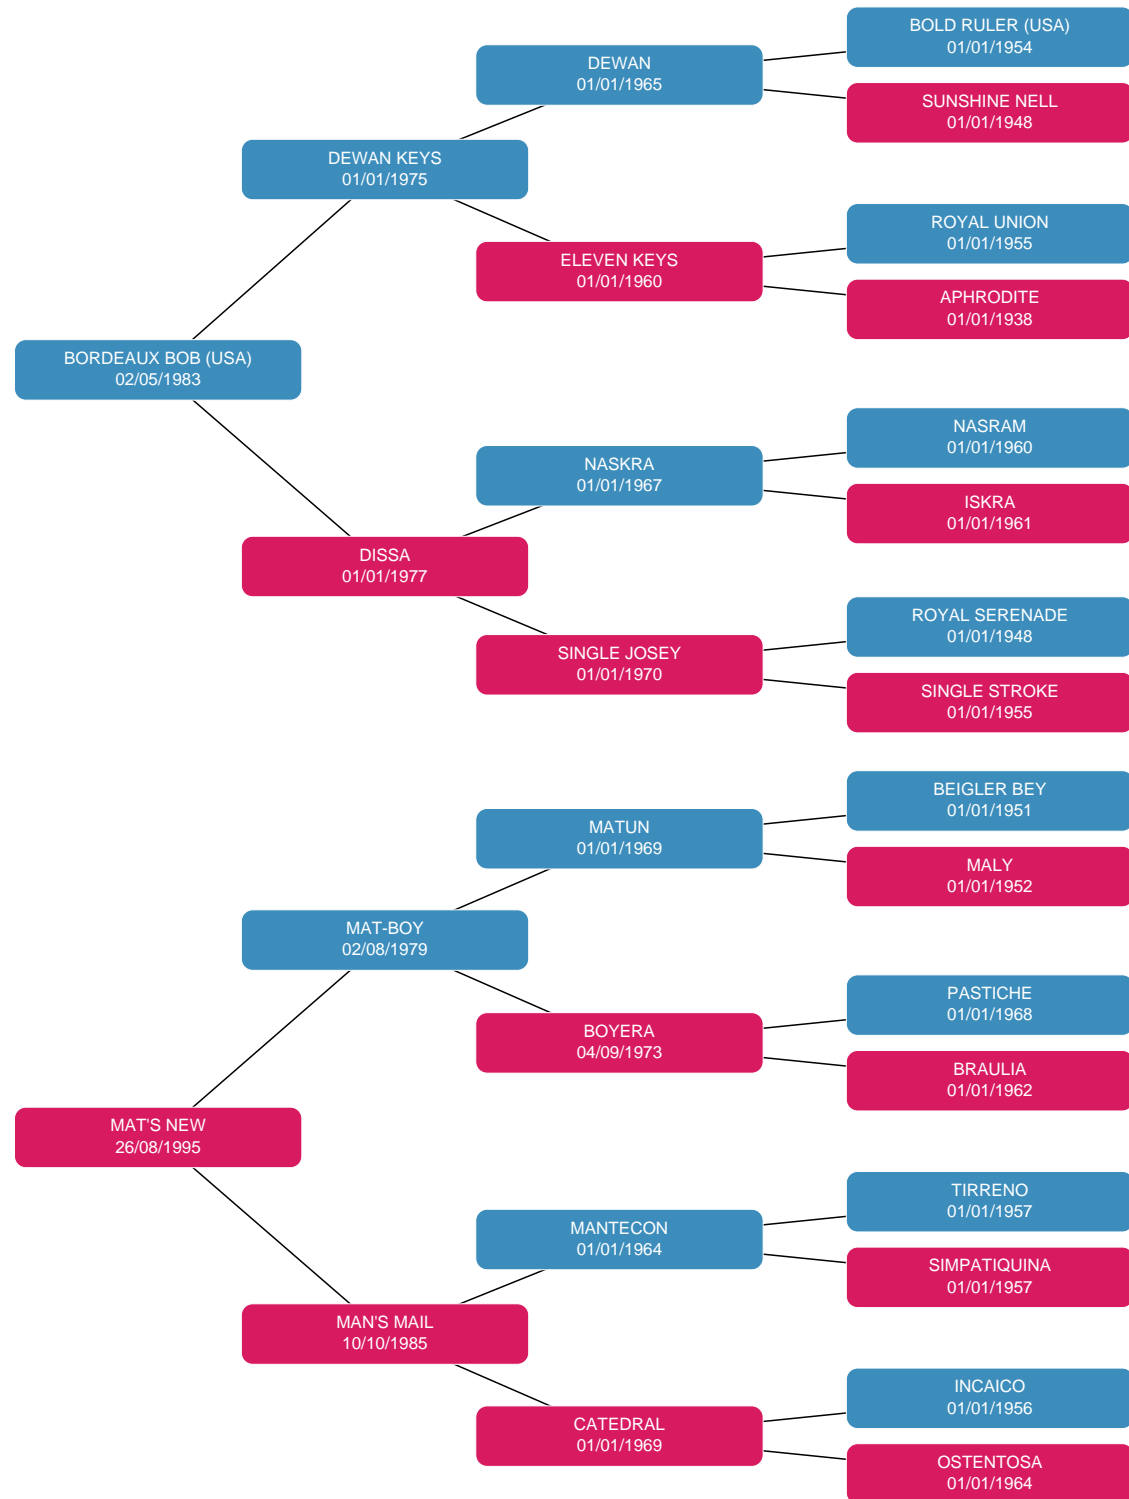 BOLD RULER (USA)
01/01/1954
DEWAN
01/01/1965
SUNSHINE NELL
01/01/1948
DEWAN KEYS
01/01/1975
ROYAL UNION
01/01/1955
ELEVEN KEYS
01/01/1960
APHRODITE
01/01/1938
BORDEAUX BOB (USA)
02/05/1983
NASRAM
01/01/1960
NASKRA
01/01/1967
ISKRA
01/01/1961
DISSA
01/01/1977
ROYAL SERENADE
01/01/1948
SINGLE JOSEY
01/01/1970
SINGLE STROKE
01/01/1955
BEIGLER BEY
01/01/1951
MATUN
01/01/1969
MALY
01/01/1952
MAT-BOY
02/08/1979
PASTICHE
01/01/1968
BOYERA
04/09/1973
BRAULIA
01/01/1962
MAT'S NEW
26/08/1995
TIRRENO
01/01/1957
MANTECON
01/01/1964
SIMPATIQUINA
01/01/1957
MAN'S MAIL
10/10/1985
INCAICO
01/01/1956
CATEDRAL
01/01/1969
OSTENTOSA
01/01/1964